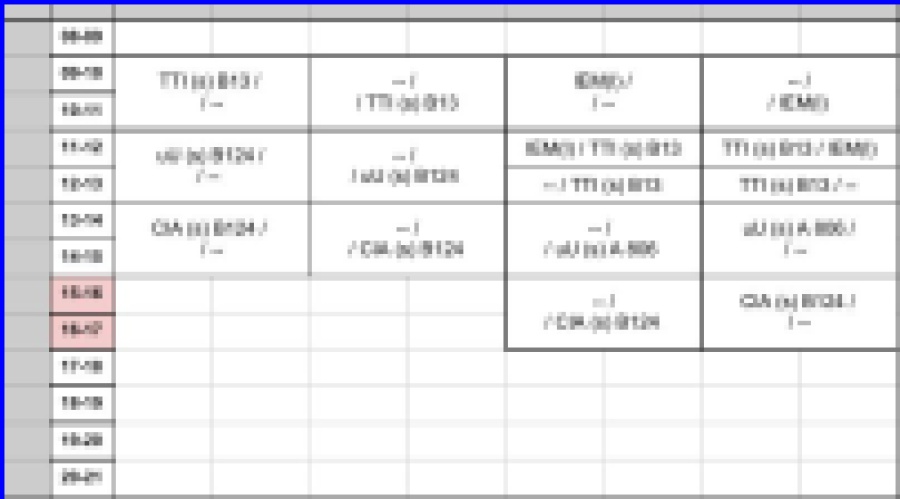 08-09
09-10
TTI (s) B13 /
/ --
-- /
/ TTI (s) B13
IEM(l) /
/ --
-- /
/ IEM(l)
10-11
11-12
uU (s) B124 /
/ --
-- /
/ uU (s) B124
IEM(l) / TTI (s) B13
TTI (s) B13 / IEM(l)
12-13
-- / TTI (s) B13
TTI (s) B13 / --
13-14
CIA (s) B124 /
/ --
-- /
/ CIA (s) B124
-- /
/ uU (s) A
uU (s) A
/ --
14-15
15-16
-- /
/ CIA (s) B124
CIA (s) B124 /
/ --
16-17
17-18
18-19
19-20
20-21